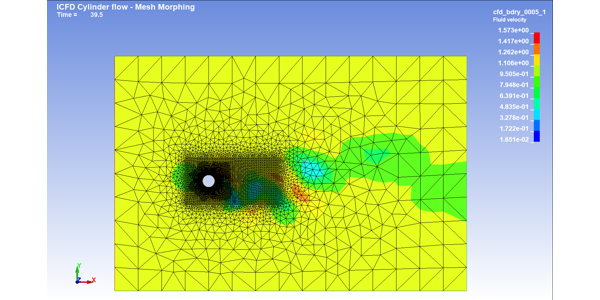 ICFD Cylinder flow - Mesh Morphing
Time = 39.5
cfd_bdry_0005_1
Fluid velocity
1.573e+00
1.417e+00
1.262e+00
1.106e+00
9.505e-01
7.948e-01
6.391e-01
4.835e-01
3.278e-01
1.722e-01
1.651e-02
Y
Z
X